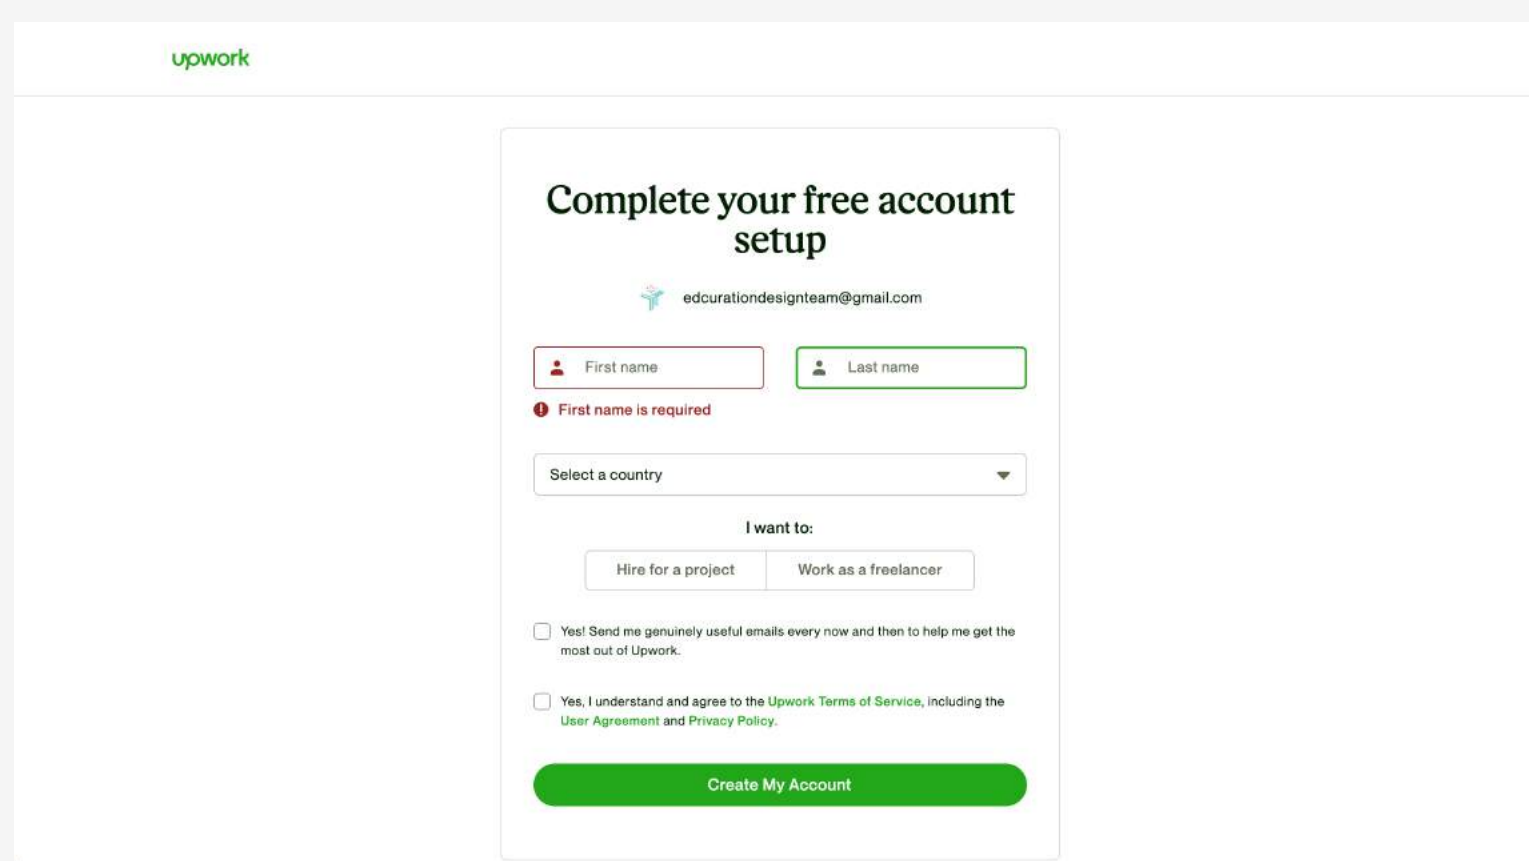 upwork
Complete your free account
setup
edcurationdesignteam@gmail.com
First name
Last name
First name is required
Select a country
I want to:
Hire for a project
Work as a freelancer
Yes! Send me genuinely useful emails every now and then to help me get the
most out of Upwork.
Yes, I understand and agree to the Upwork Terms of Service, including the
User Agreement and Privacy Policy.
Create My Account